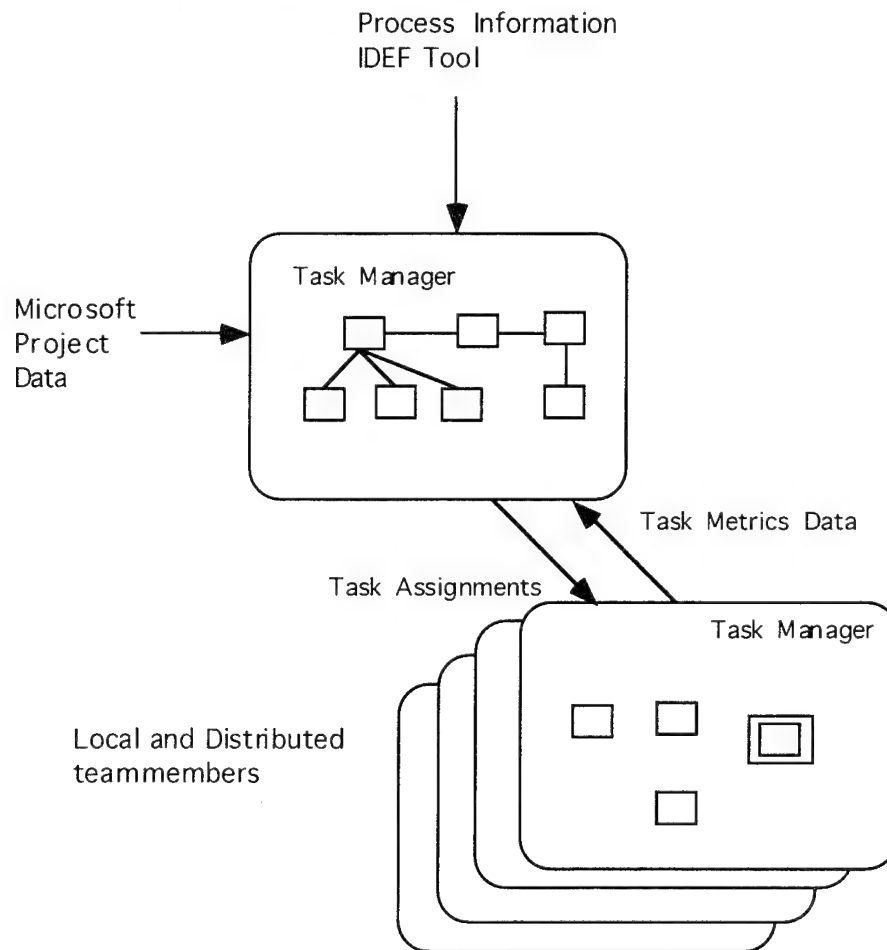 Process Information
IDEF Tool
Task Manager
Microsoft
Project
Data
Task Metrics Data
Task Assignments
Task Manager
Local and Distributed
teammembers